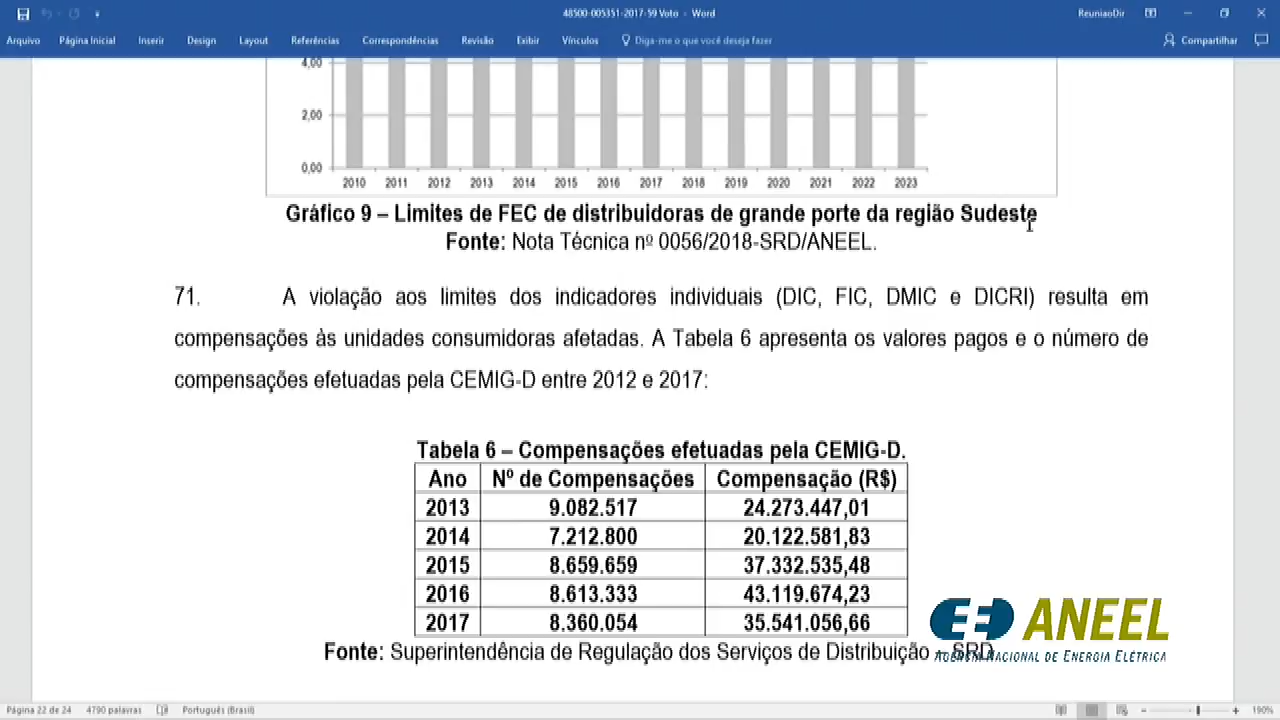 48500-005351-2017-59 Voto - Word
ReuniaoDir
Arquivo Página Inicial Inserir Design Layout Referências Correspondências Revisão Exibir Vínculos Diga-me o que você deseja fazer Compartilhar
4,00
2,00
0,00
2010 2011 2012 2013 2014 2015 2016 2017 2018 2019 2020 2021 2022 2023
Gráfico 9 – Limites de FEC de distribuidoras de grande porte da região Sudeste
Fonte: Nota Técnica nº 0056/2018-SRD/ANEEL.
71. A violação aos limites dos indicadores individuais (DIC, FIC, DMIC e DICRI) resulta em
compensações às unidades consumidoras afetadas. A Tabela 6 apresenta os valores pagos e o número de
compensações efetuadas pela CEMIG-D entre 2012 e 2017:
Tabela 6 – Compensações efetuadas pela CEMIG-D.
Ano Nº de Compensações Compensação (R$)
2013 9.082.517 24.273.447,01
2014 7.212.800 20.122.581,83
2015 8.659.659 37.332.535,48
2016 8.613.333 43.119.674,23
2017 8.360.054 35.541.056,66
Fonte: Superintendência de Regulação dos Serviços de Distribuição – SRD
ANEEL
AGÊNCIA NACIONAL DE ENERGIA ELÉTRICA
Página 22 de 24 4790 palavras Português (Brasil) 190%